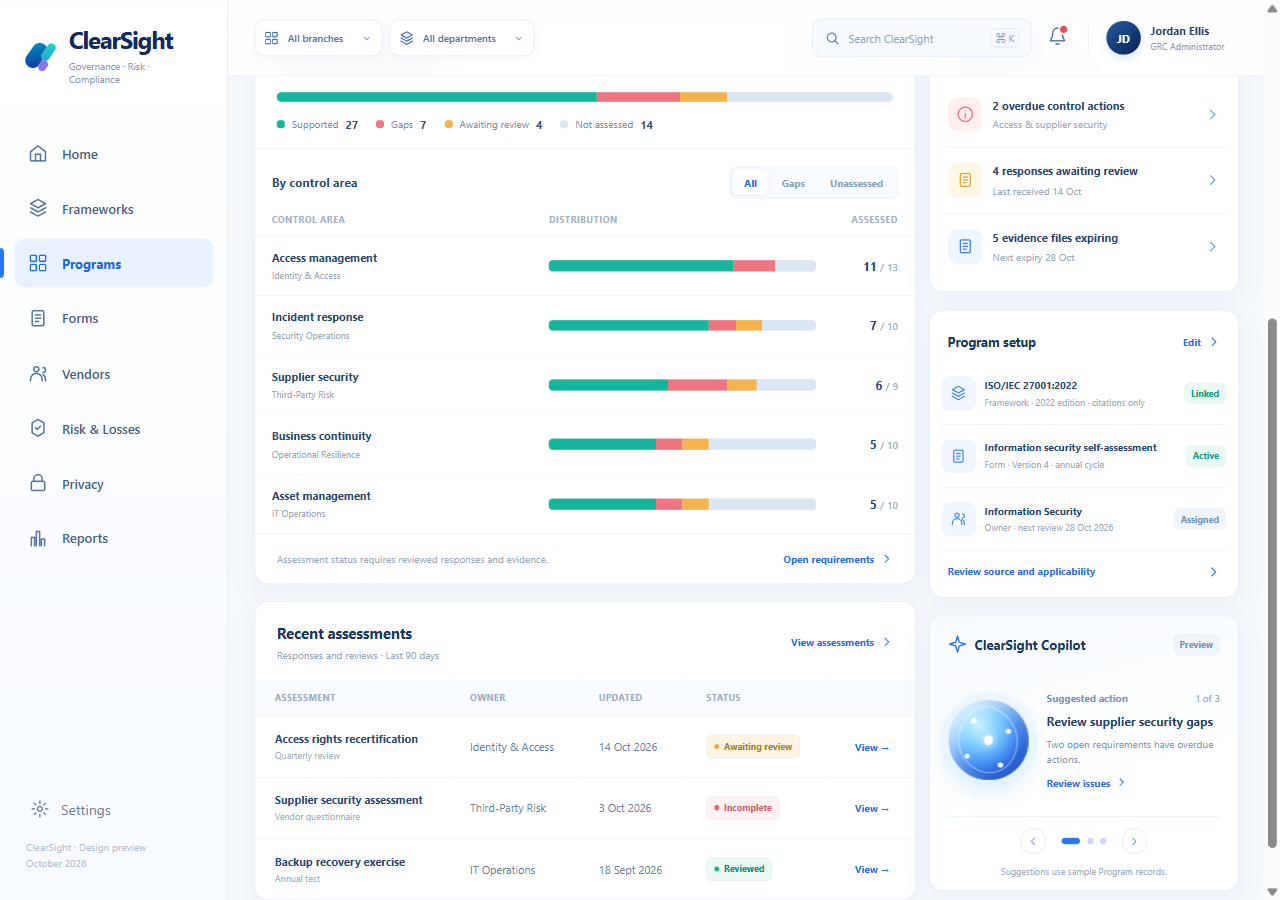 ClearSight
Governance · Risk ·
Compliance
Home
Frameworks
Programs
Forms
Vendors
Risk & Losses
Privacy
Reports
Settings
ClearSight · Design preview
October 2026
All branches
All departments
Search ClearSight
⌘ K
JD
Jordan Ellis
GRC Administrator
Supported 27
Gaps 7
Awaiting review 4
Not assessed 14
By control area
All
Gaps
Unassessed
CONTROL AREA
DISTRIBUTION
ASSESSED
Access management
Identity & Access
11 / 13
Incident response
Security Operations
7 / 10
Supplier security
Third-Party Risk
6 / 9
Business continuity
Operational Resilience
5 / 10
Asset management
IT Operations
5 / 10
Assessment status requires reviewed responses and evidence.
Open requirements
Recent assessments
Responses and reviews · Last 90 days
View assessments
ASSESSMENT
OWNER
UPDATED
STATUS
Access rights recertification
Quarterly review
Identity & Access
14 Oct 2026
Awaiting review
View →
Supplier security assessment
Vendor questionnaire
Third-Party Risk
3 Oct 2026
Incomplete
View →
Backup recovery exercise
Annual test
IT Operations
18 Sept 2026
Reviewed
View →
2 overdue control actions
Access & supplier security
4 responses awaiting review
Last received 14 Oct
5 evidence files expiring
Next expiry 28 Oct
Program setup
Edit
ISO/IEC 27001:2022
Framework · 2022 edition · citations only
Linked
Information security self-assessment
Form · Version 4 · annual cycle
Active
Information Security
Owner · next review 28 Oct 2026
Assigned
Review source and applicability
ClearSight Copilot
Preview
Suggested action
1 of 3
Review supplier security gaps
Two open requirements have overdue
actions.
Review issues
Suggestions use sample Program records.